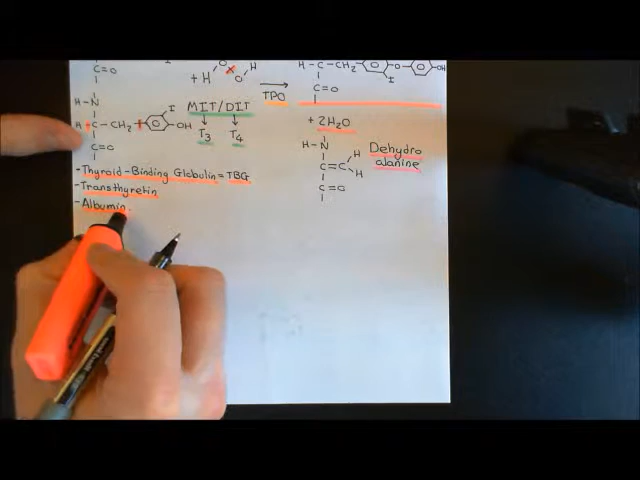 C=O
+ H O O H
H-C-CH₂- -O- -OH
I
TPO
C=O
H-N
MIT/DIT
+ 2H₂O
H-C-CH₂- I -OH
T₃ T₄
H-N
Dehydro
alanine
C=O
C=C H H
C=O
-Thyroid-Binding Globulin = TBG
-Transthyretin
-Albumin.